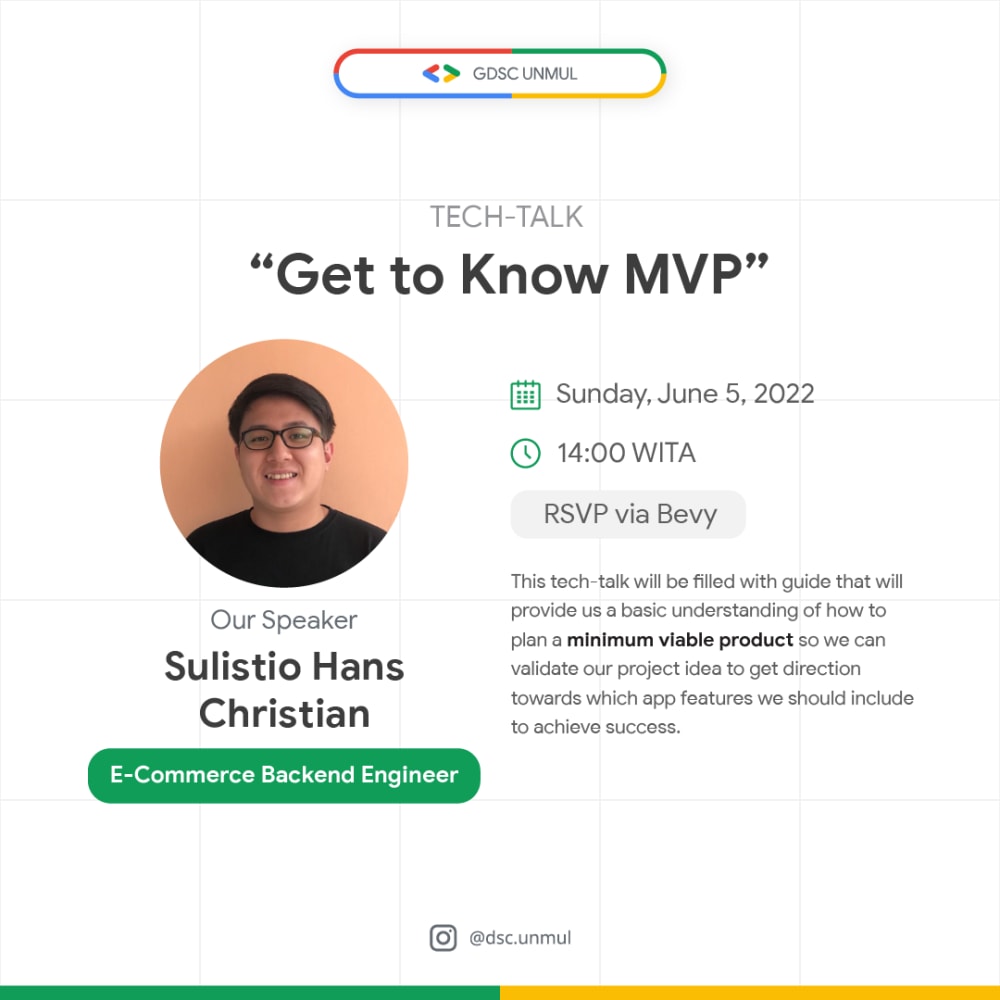 GDSC UNMUL
TECH-TALK
“Get to Know MVP”
Our Speaker
Sulistio Hans
Christian
E-Commerce Backend Engineer
Sunday, June 5, 2022
14:00 WITA
RSVP via Bevy
This tech-talk will be filled with guide that will
provide us a basic understanding of how to
plan a minimum viable product so we can
validate our project idea to get direction
towards which app features we should include
to achieve success.
@dsc.unmul